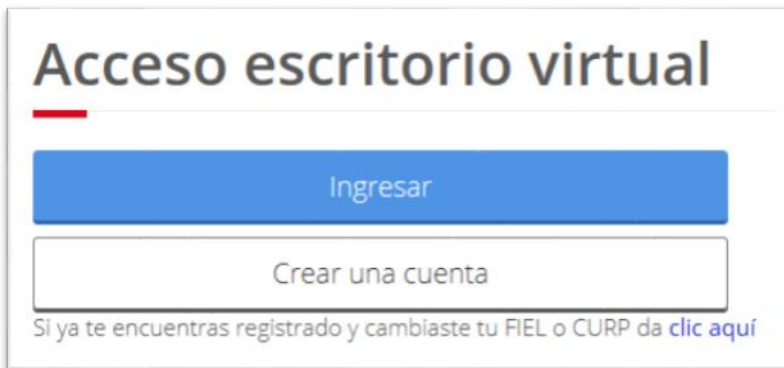 Acceso escritorio virtual
Ingresar
Crear una cuenta
Si ya te encuentras registrado y cambiaste tu FIEL o CURP da clic aquí